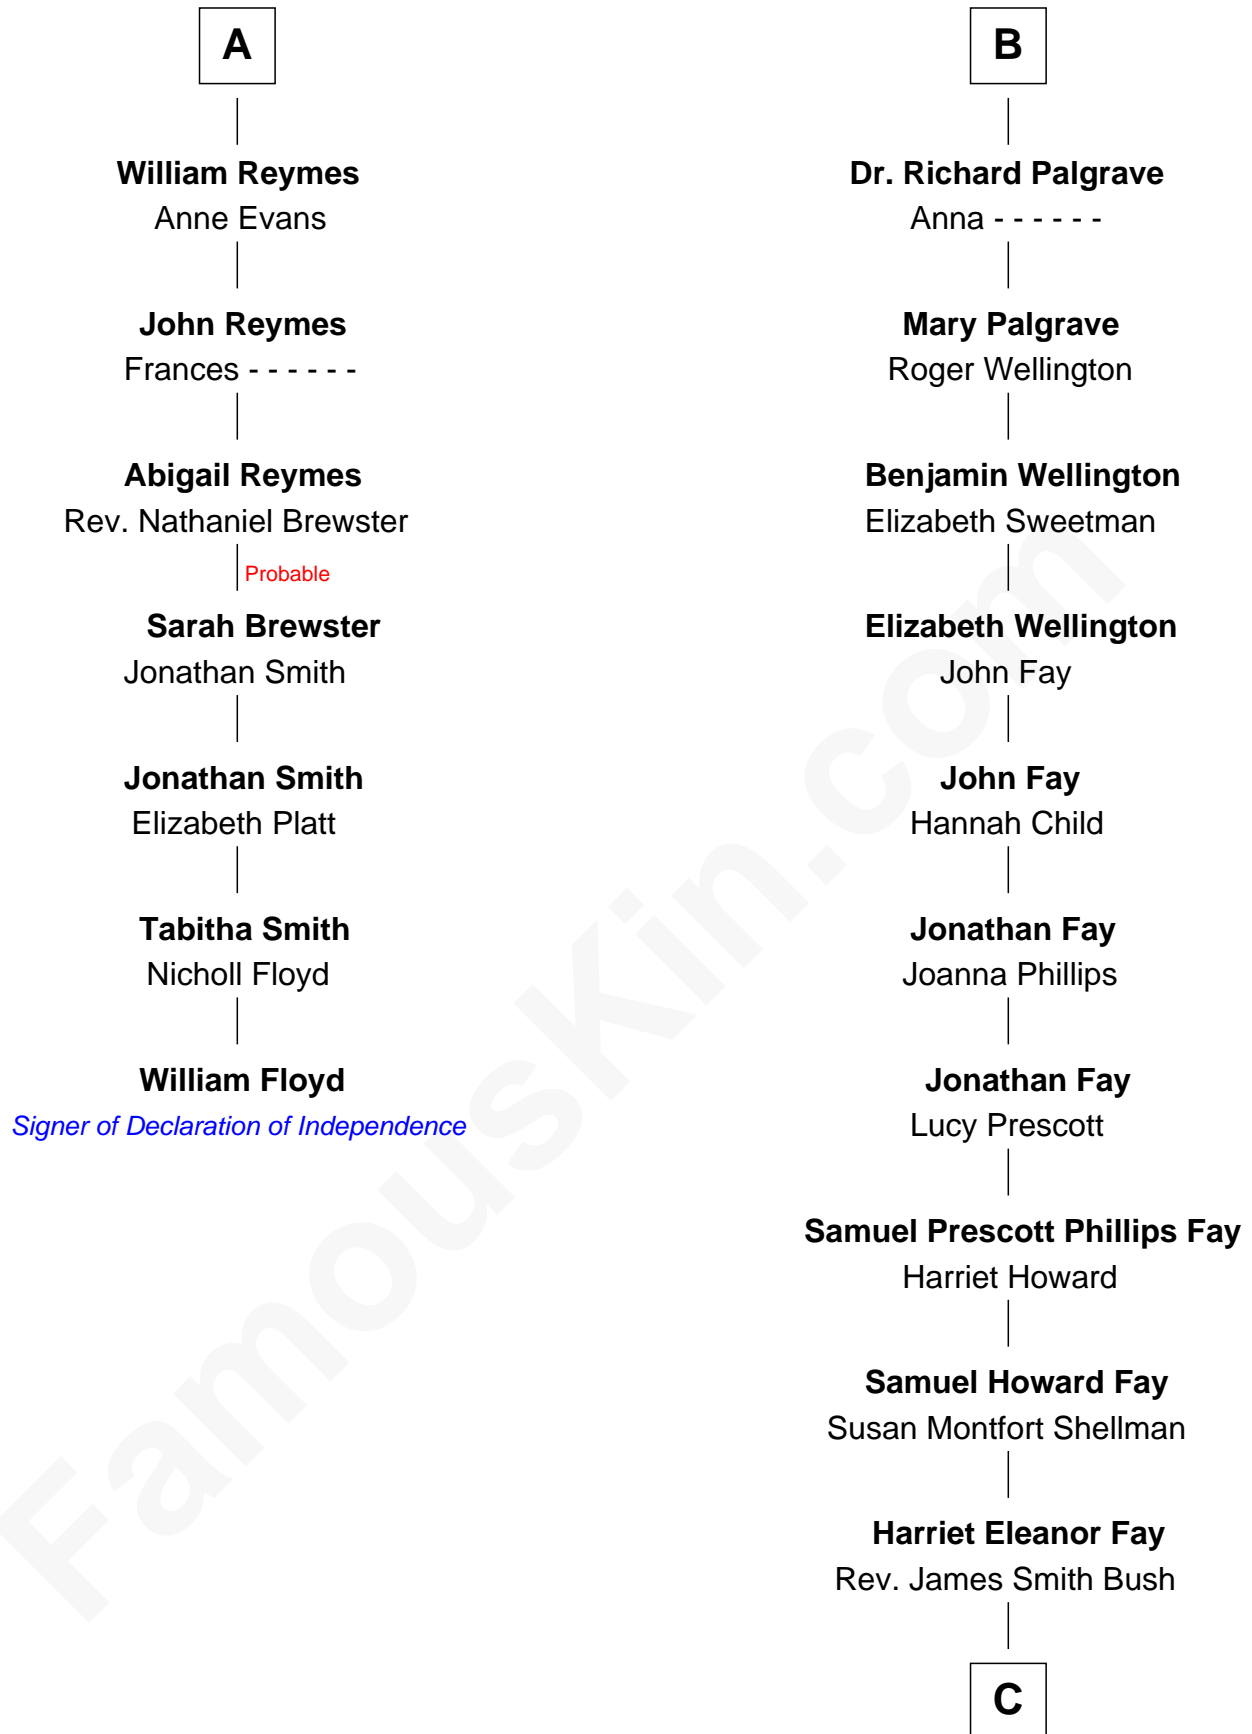 A
William Reymes
Anne Evans
John Reymes
Frances - - - - - -
Abigail Reymes
Rev. Nathaniel Brewster
Probable
Sarah Brewster
Jonathan Smith
Jonathan Smith
Elizabeth Platt
Tabitha Smith
Nicholl Floyd
William Floyd
Signer of Declaration of Independence
B
Dr. Richard Palgrave
Anna - - - - - -
Mary Palgrave
Roger Wellington
Benjamin Wellington
Elizabeth Sweetman
Elizabeth Wellington
John Fay
John Fay
Hannah Child
Jonathan Fay
Joanna Phillips
Jonathan Fay
Lucy Prescott
Samuel Prescott Phillips Fay
Harriet Howard
Samuel Howard Fay
Susan Montfort Shellman
Harriet Eleanor Fay
Rev. James Smith Bush
C
FamousKin.com